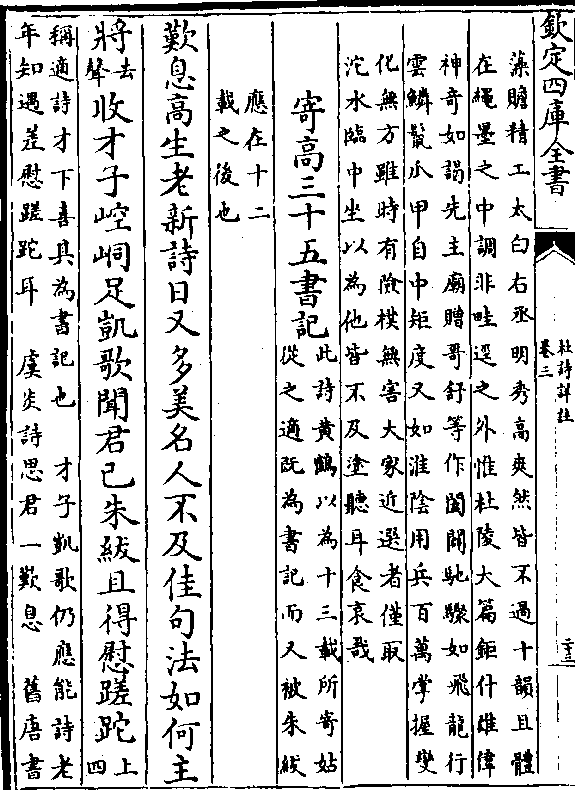 欽定四庫全書
杜詩詳註
卷三
二十三
藻贍精工太白右丞明秀高爽然皆不過十韻且體
在繩墨之中調非畦逕之外惟杜陵大篇鉅什雄偉
神奇如謁先主廟贈哥舒等作闔闢馳驟如飛龍行
雲鱗鬣爪甲自中矩度又如淮陰用兵百萬掌握變
化無方雖時有險樸無害大家近選者僅取
沱水臨中坐以為他皆不及塗聽耳食哀哉
寄高三十五書記
此詩黃鶴以為十三載所寄姑
從之適既為書記而又被朱紱
應在十二
載之後也
歎息高生老新詩日又多美名人不及佳句法如何主
將
去
聲
收才子崆峒足凱歌聞君已朱紱且得慰蹉跎
上
四
稱適詩才下喜其為書記也 才子凱歌仍應能詩老
年知遇差慰蹉跎耳 虞炎詩思君一歎息 舊唐書